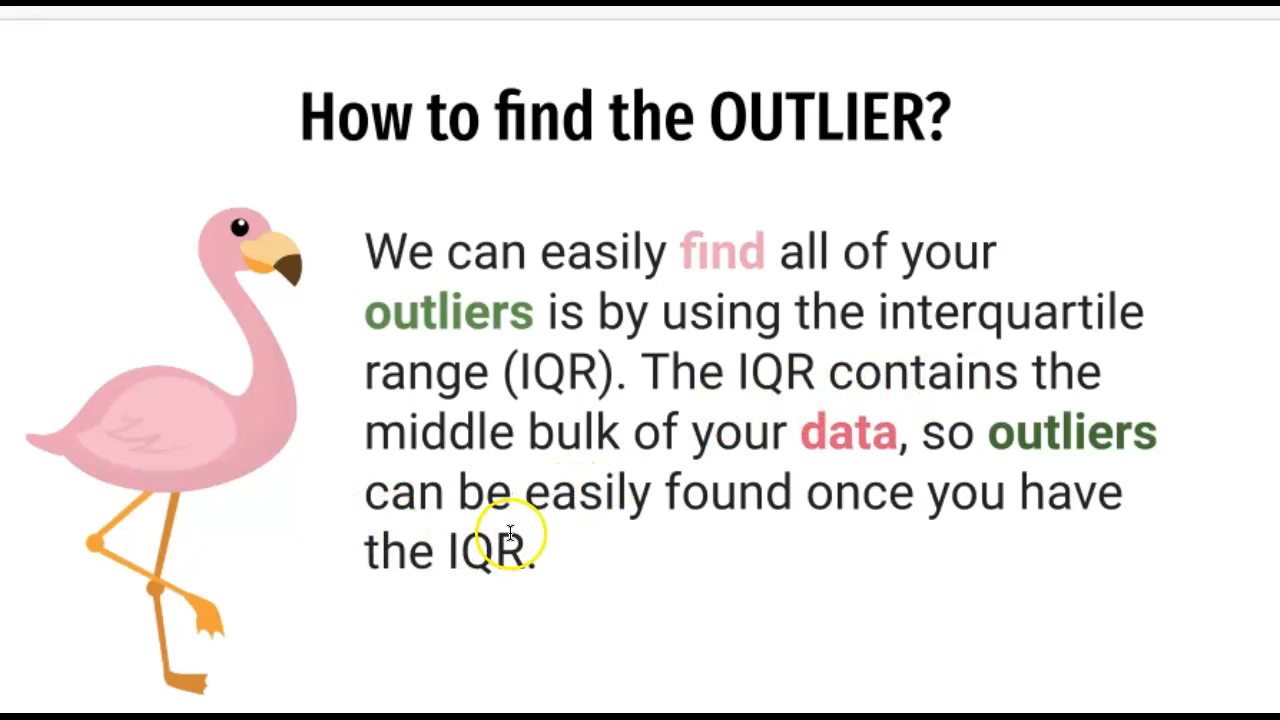 How to find the OUTLIER?
We can easily find all of your
outliers is by using the interquartile
range (IQR). The IQR contains the
middle bulk of your data, so outliers
can be easily found once you have
the IQR.